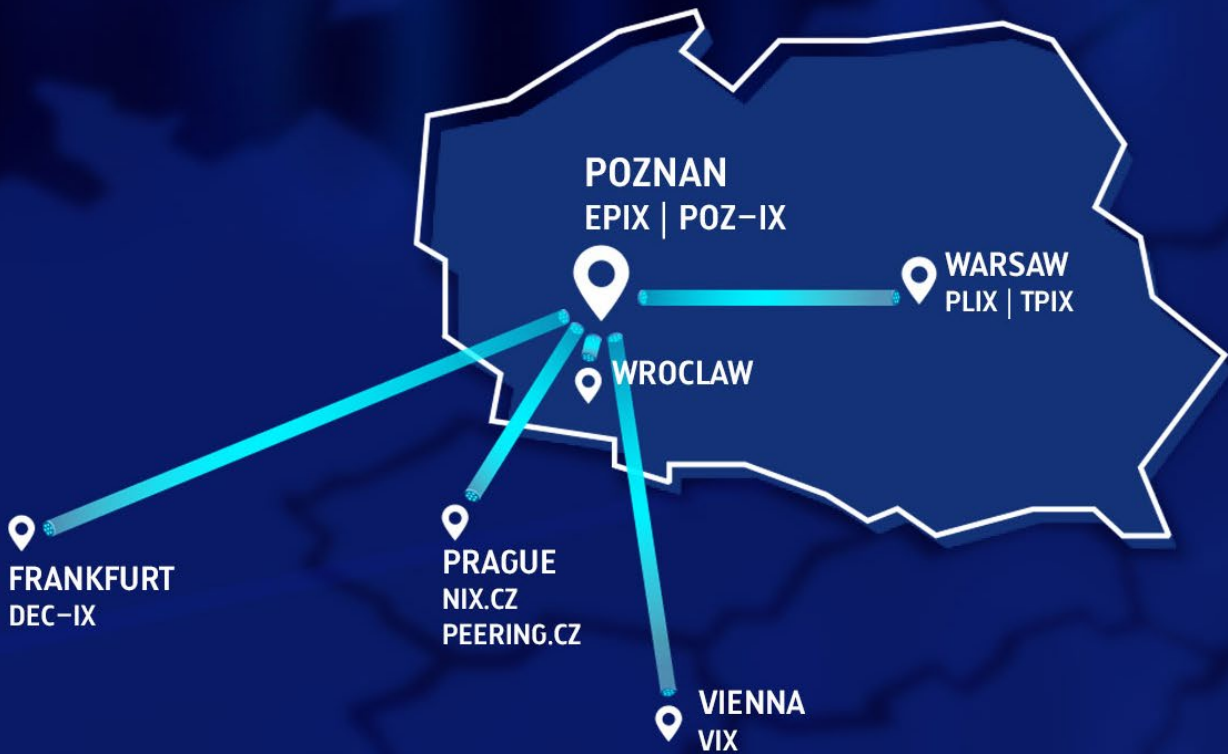 POZNAN
EPIX | POZ-IX
WARSAW
PLIX | TPIX
WROCLAW
FRANKFURT
DEC-IX
PRAGUE
NIX.CZ
PEERING.CZ
VIENNA
VIX